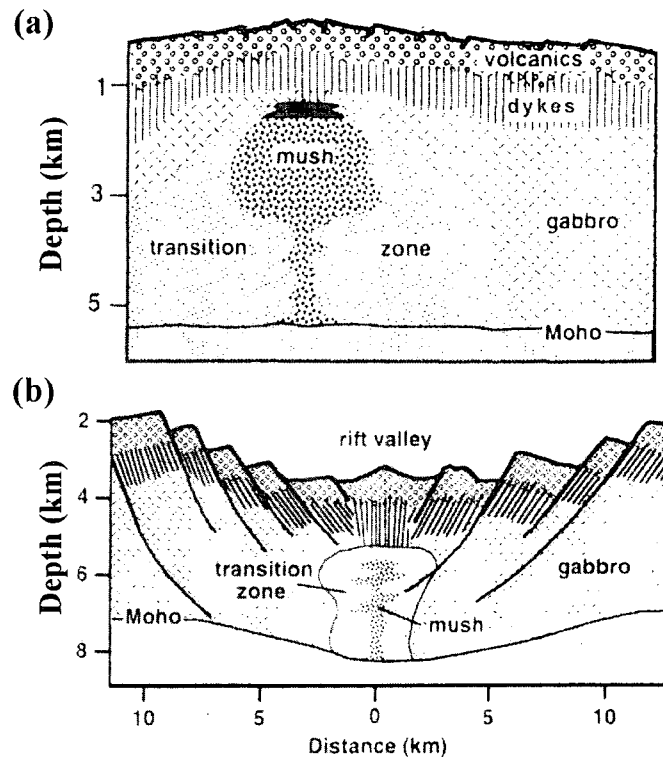 (a)
volcanics
1
dykes
mush
Depth (km)
3
transition zone
gabbro
5
Moho
(b)
2
rift valley
Depth (km)
4
transition
zone
gabbro
6
mush
Moho
8
10 5 0 5 10
Distance (km)